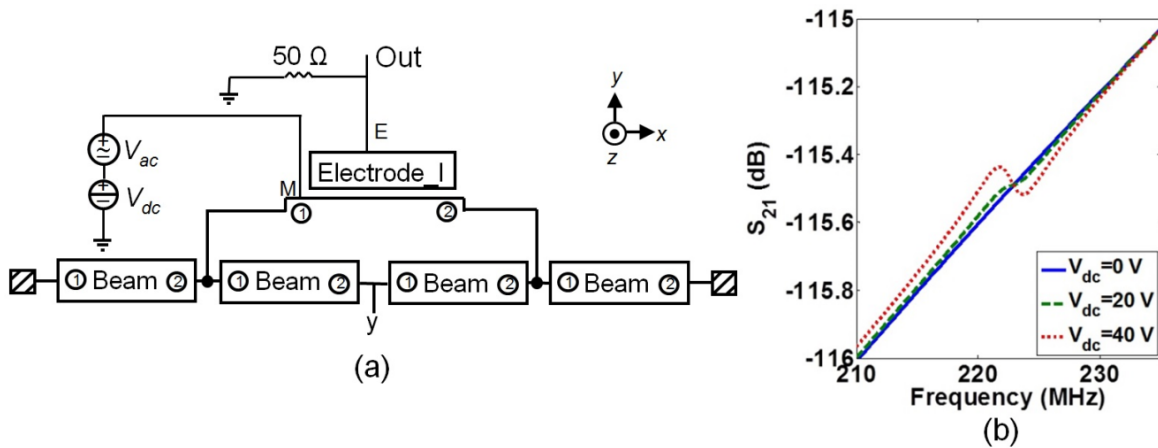 50 Ω
Out
E
Electrode_I
M
① ②
+
~
−
V_ac
+
−
V_dc
y
x
z
① Beam ②
① Beam ②
① Beam ②
① Beam ②
y
(a)
S_21 (dB)
-115
-115.2
-115.4
-115.6
-115.8
-116
210 220 230
Frequency (MHz)
V_dc=0 V
V_dc=20 V
V_dc=40 V
(b)